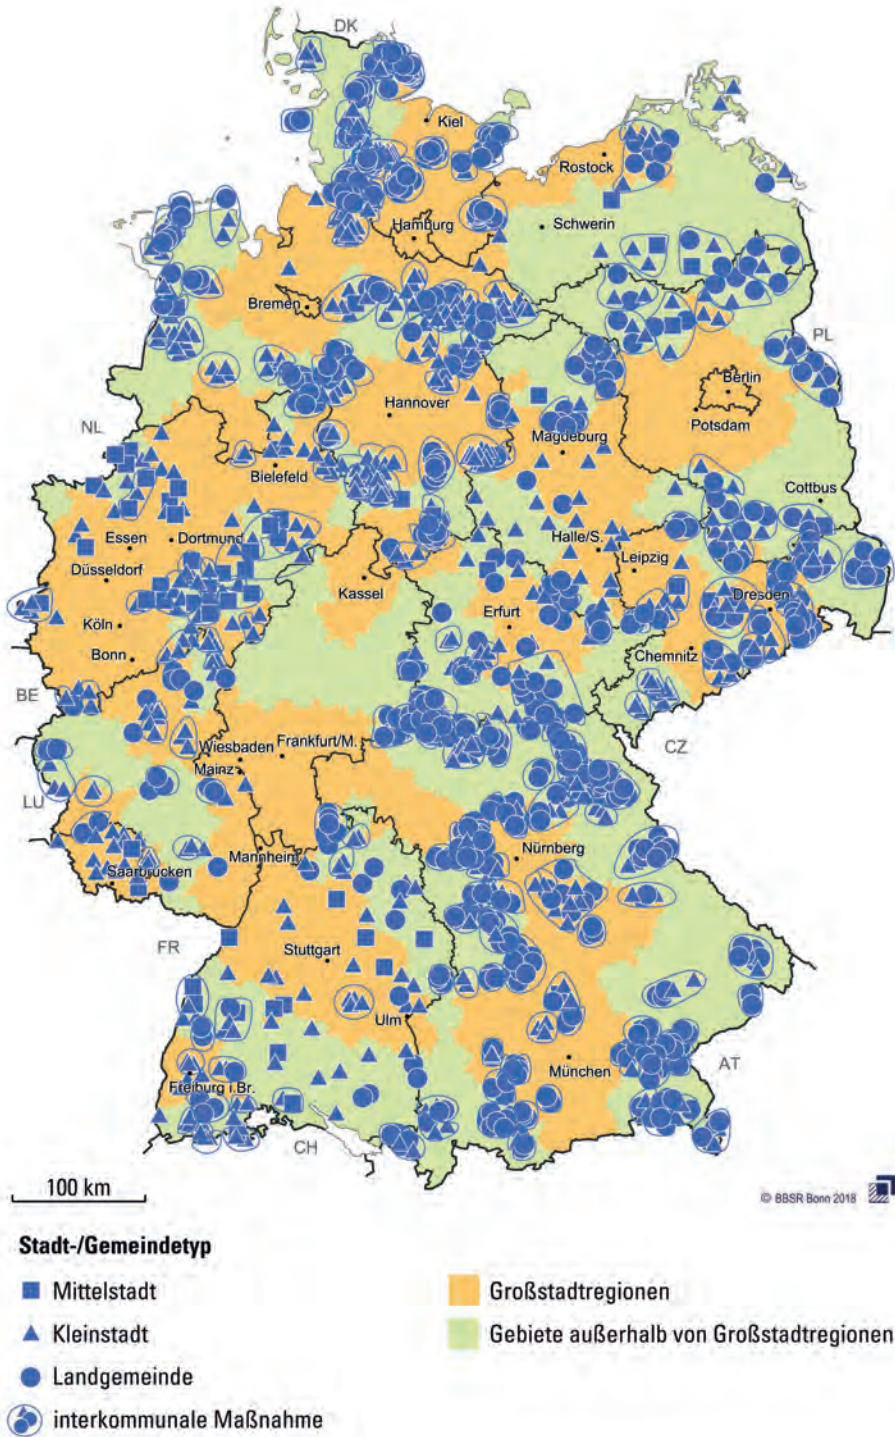 DK
Kiel
Rostock
Schwerin
Hamburg
Bremen
PL
Berlin
Hannover
Potsdam
NL
Magdeburg
Bielefeld
Cottbus
Essen
Dortmund
Halle/S.
Leipzig
Düsseldorf
Kassel
Dresden
Erfurt
Köln
Chemnitz
Bonn
BE
CZ
Wiesbaden
Frankfurt/M.
Mainz
LU
Nürnberg
Mannheim
Saarbrücken
FR
Stuttgart
Ulm
München
AT
Freiburg i.Br.
CH
100 km
© BBSR Bonn 2018
Stadt-/Gemeindetyp
Mittelstadt
Großstadtregionen
Kleinstadt
Gebiete außerhalb von Großstadtregionen
Landgemeinde
interkommunale Maßnahme